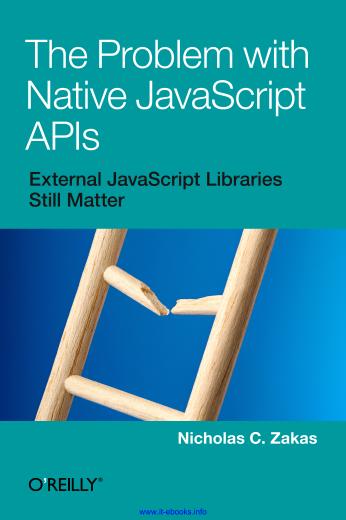 The Problem with
Native JavaScript
APIs
External JavaScript Libraries
Still Matter
Nicholas C. Zakas
O'REILLY®
www.it-ebooks.info